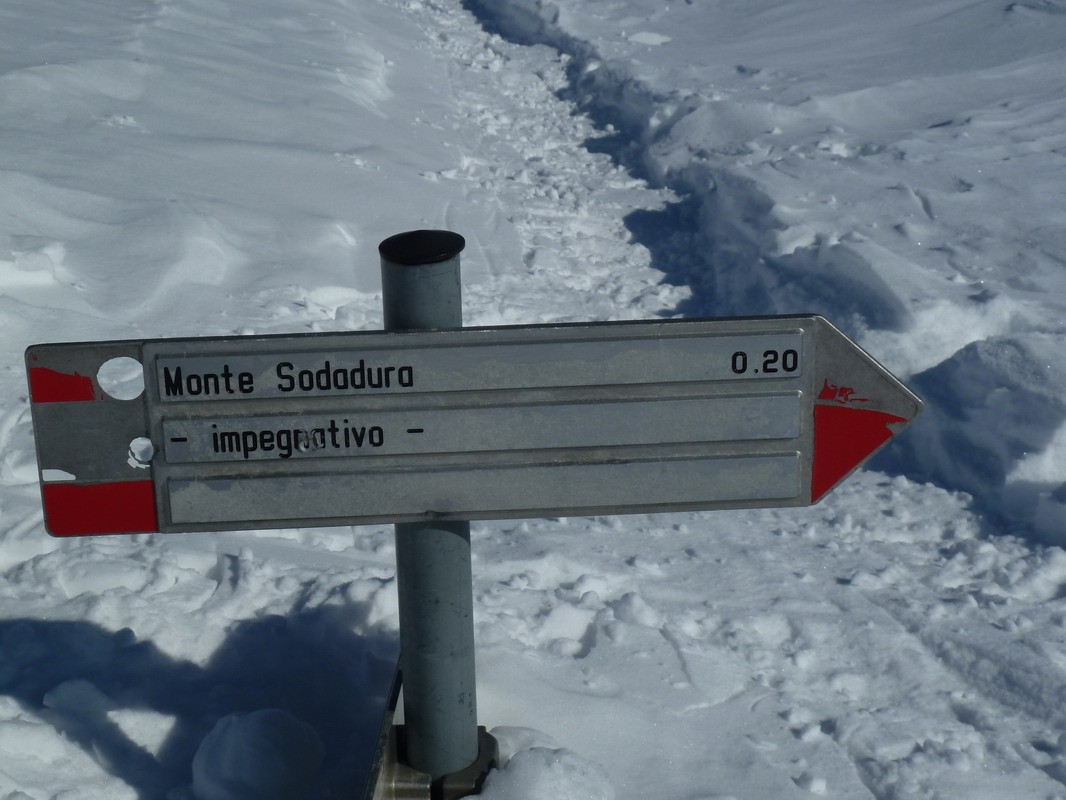 Monte Sodadura 0.20
- impegnativo -